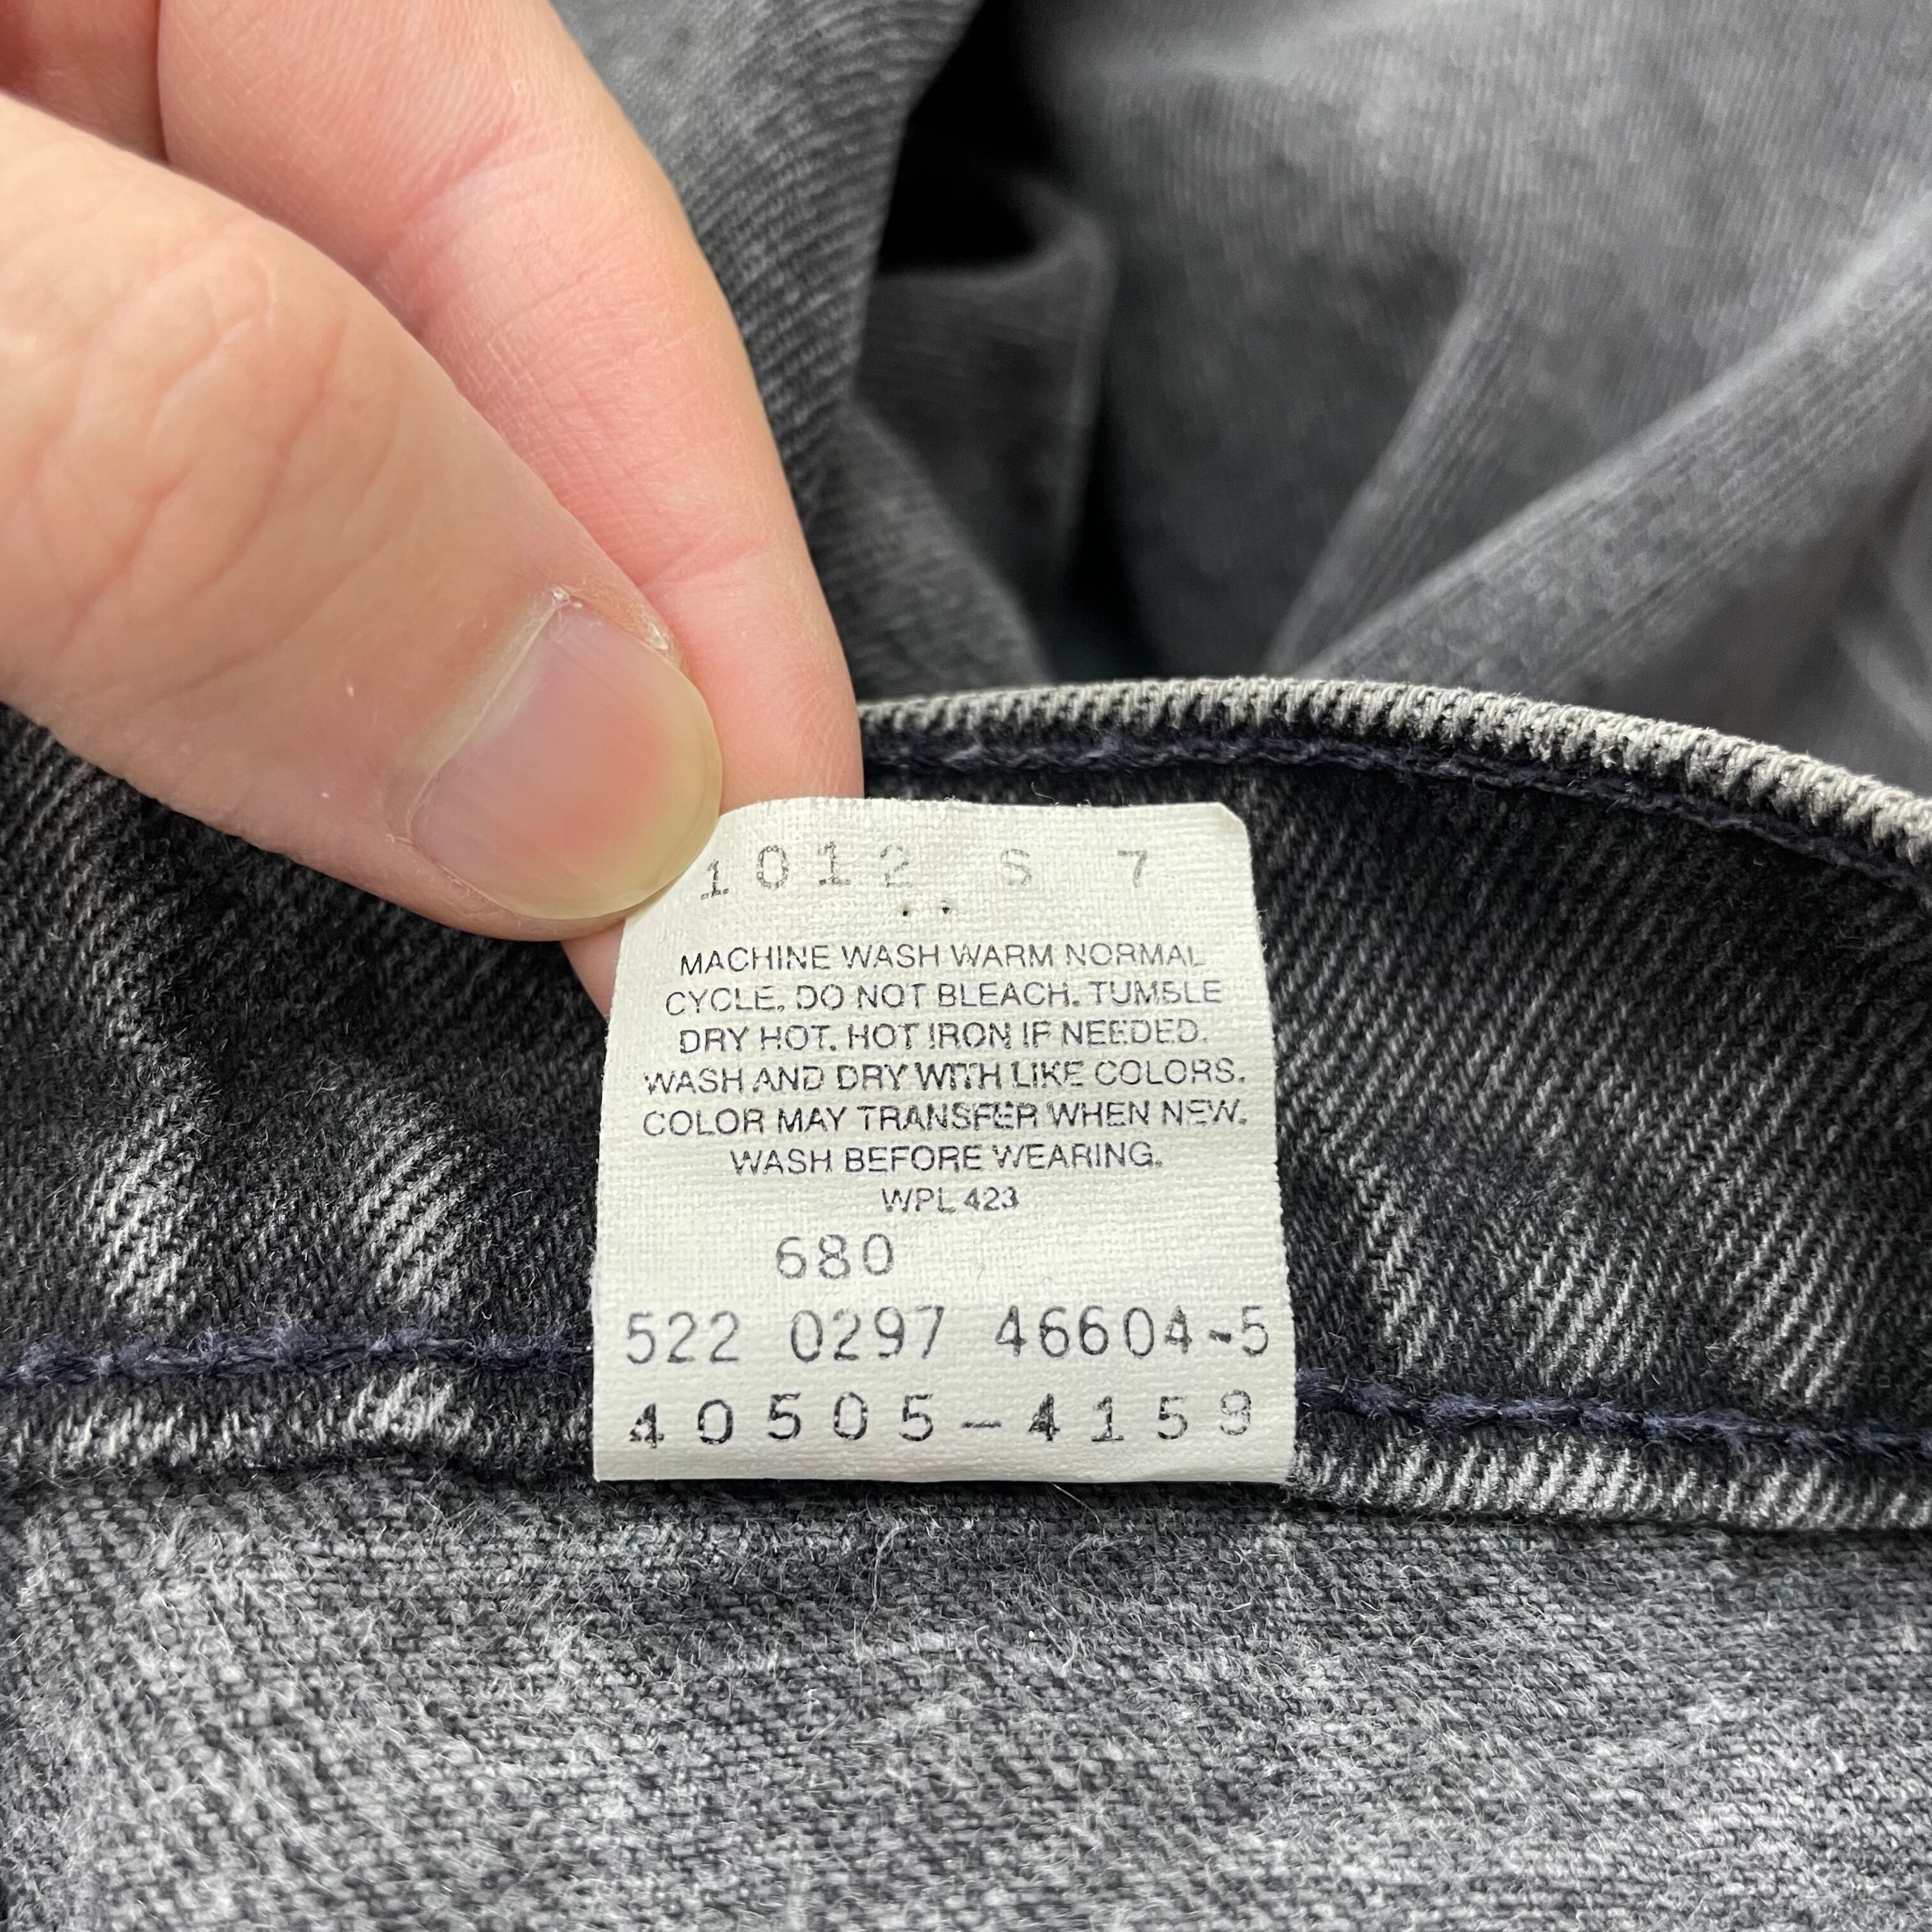 1012 S 7
MACHINE WASH WARM NORMAL
CYCLE. DO NOT BLEACH. TUMBLE
DRY HOT. HOT IRON IF NEEDED.
WASH AND DRY WITH LIKE COLORS.
COLOR MAY TRANSFER WHEN NEW.
WASH BEFORE WEARING.
WPL 423
680
522 0297 46604-5
40505-4159